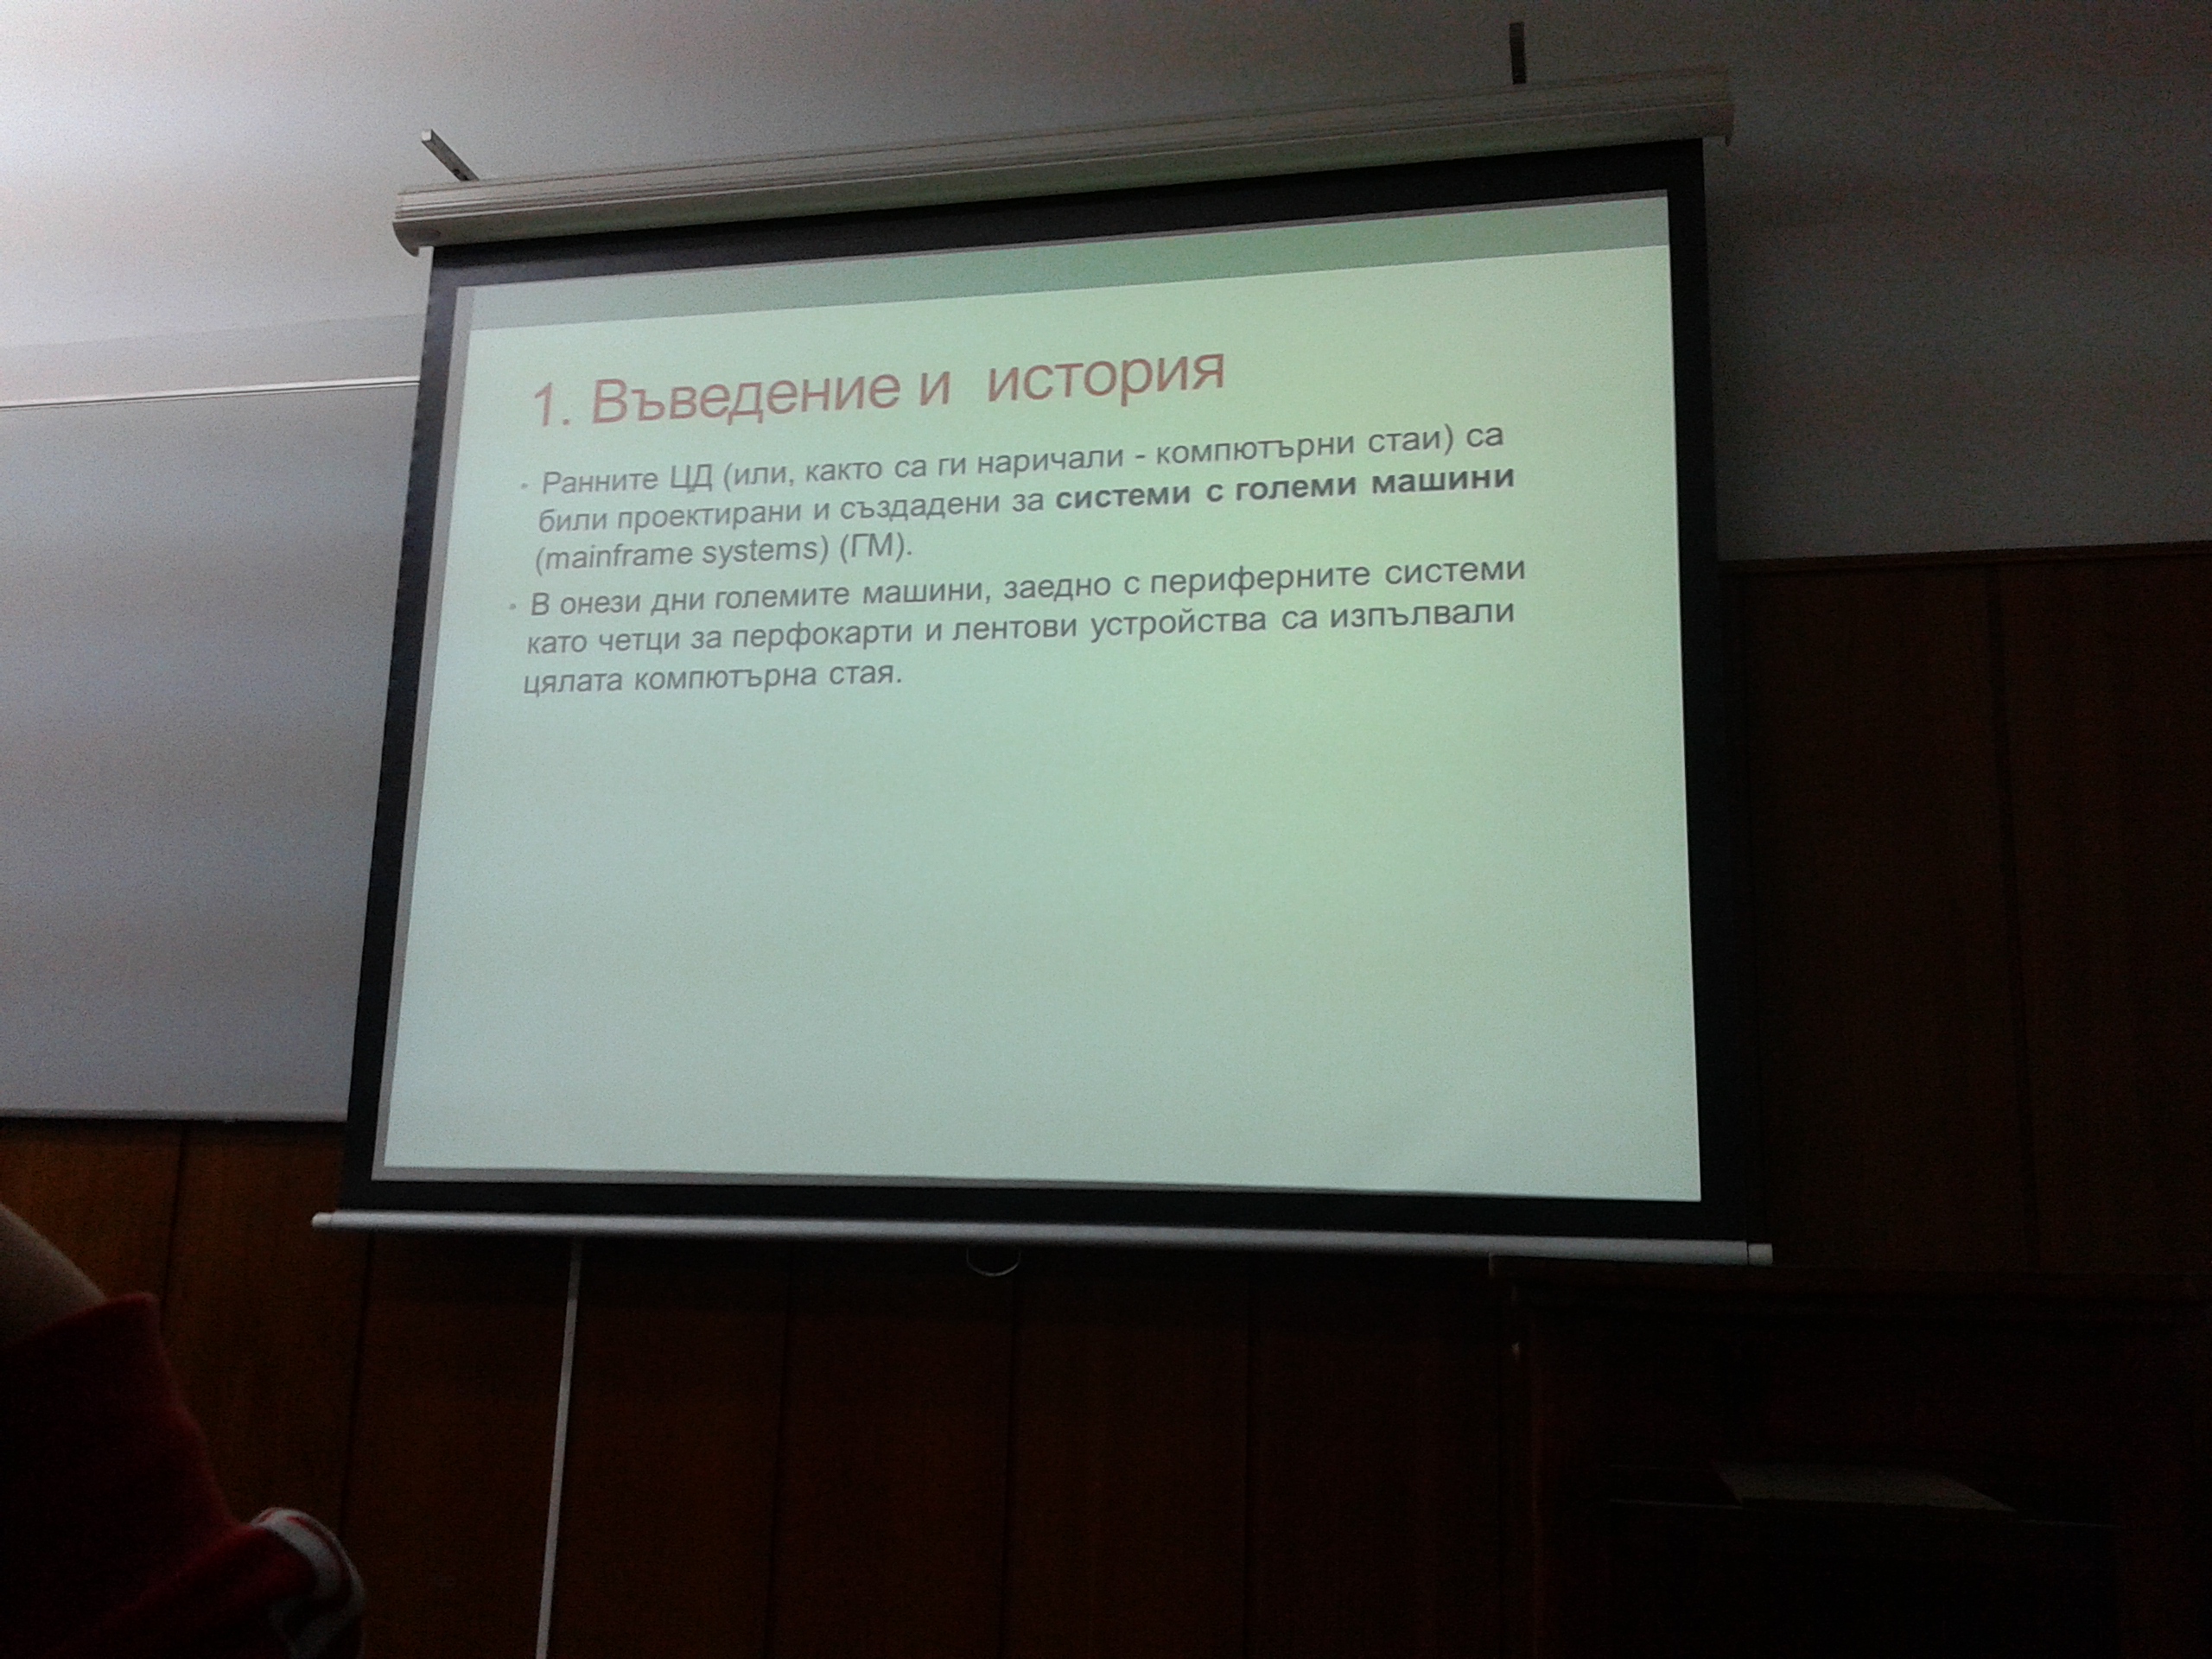 1. Въведение и история
• Ранните ЦД (или, както са ги наричали - компютърни стаи) са
били проектирани и създадени за системи с големи машини
(mainframe systems) (ГМ).
• В онези дни големите машини, заедно с периферните системи
като четци за перфокарти и лентови устройства са изпълвали
цялата компютърна стая.